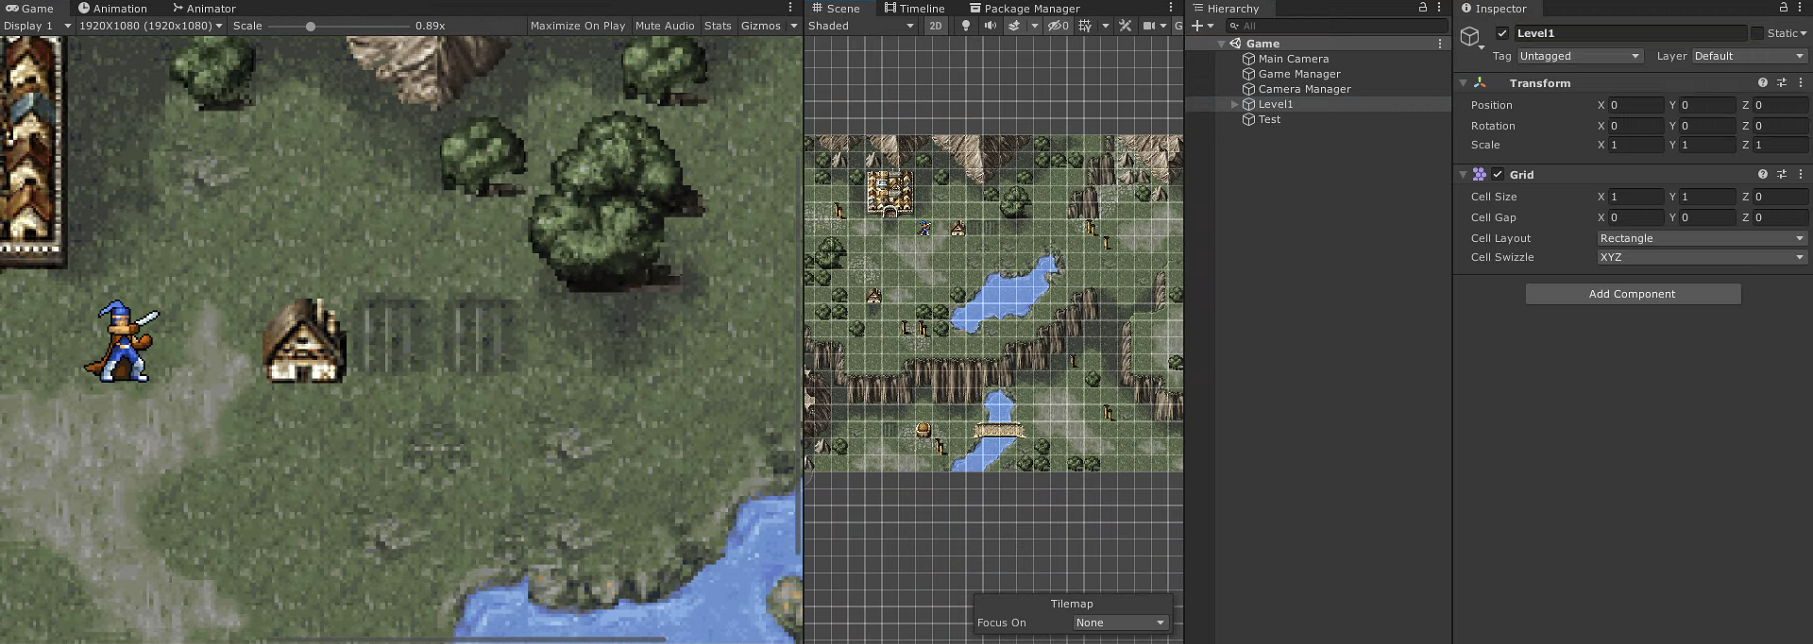 Game Animation Animator
Display 1 1920X1080 (1920x1080) Scale 0.89x Maximize On Play Mute Audio Stats Gizmos
Scene Timeline Package Manager
Shaded 2D 0 G
Tilemap
Focus On None
Hierarchy
All
Game
Main Camera
Game Manager
Camera Manager
Level1
Test
Inspector
Level1 Static
Tag Untagged Layer Default
Transform
Position X 0 Y 0 Z 0
Rotation X 0 Y 0 Z 0
Scale X 1 Y 1 Z 1
Grid
Cell Size X 1 Y 1 Z 0
Cell Gap X 0 Y 0 Z 0
Cell Layout Rectangle
Cell Swizzle XYZ
Add Component